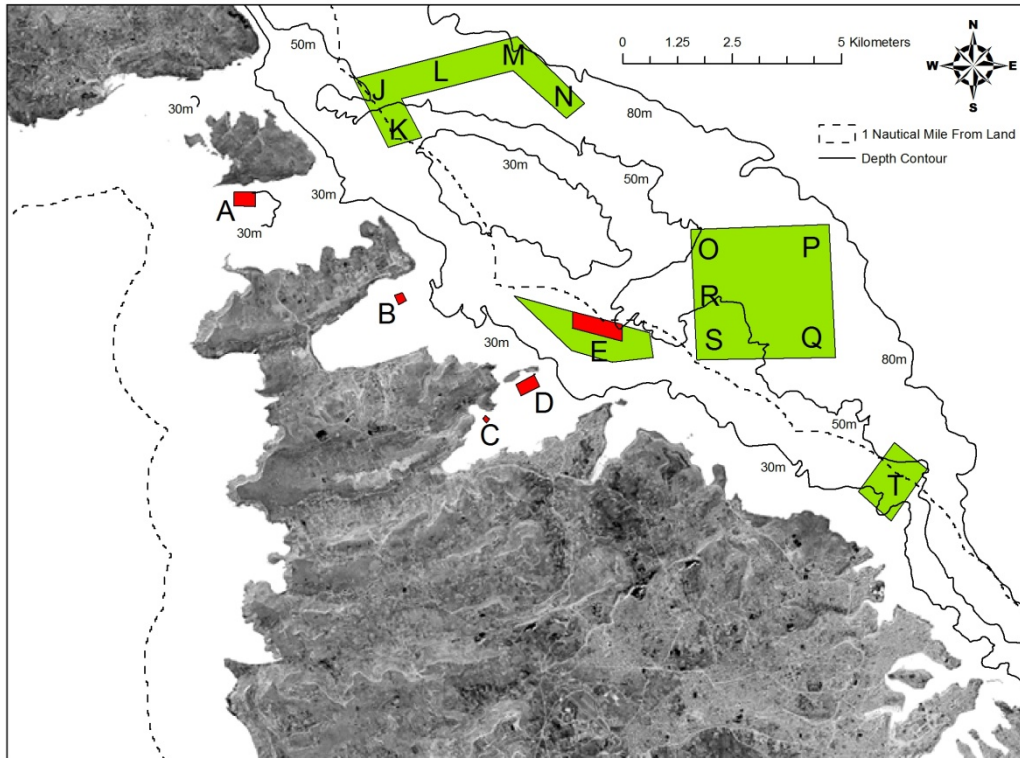 50m
M
0 1.25 2.5 5 Kilometers
N
W E
S
L
J
N
30m
80m
K
1 Nautical Mile From Land
Depth Contour
30m
50m
30m
A
30m
O
P
B
R
30m
E
S
Q
80m
D
C
50m
30m
T